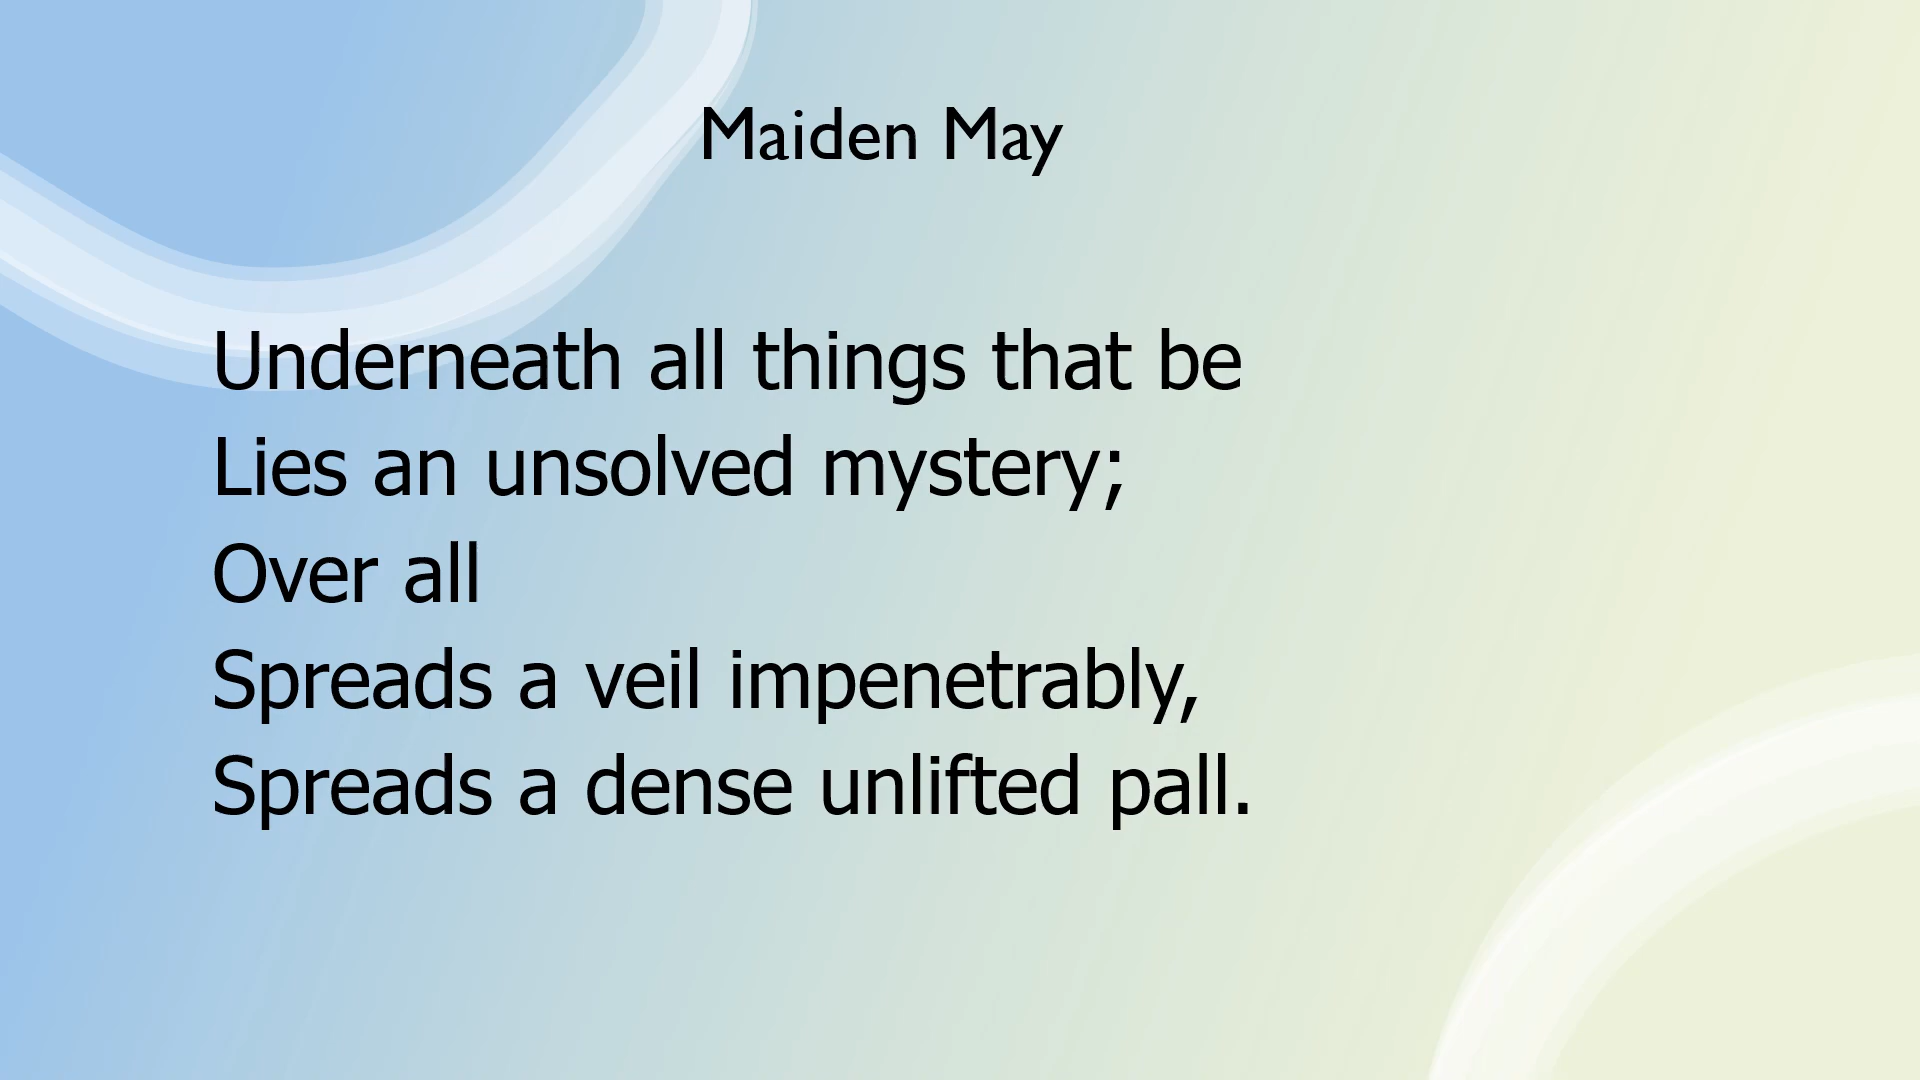 Maiden May
Underneath all things that be
Lies an unsolved mystery;
Over all
Spreads a veil impenetrably,
Spreads a dense unlifted pall.